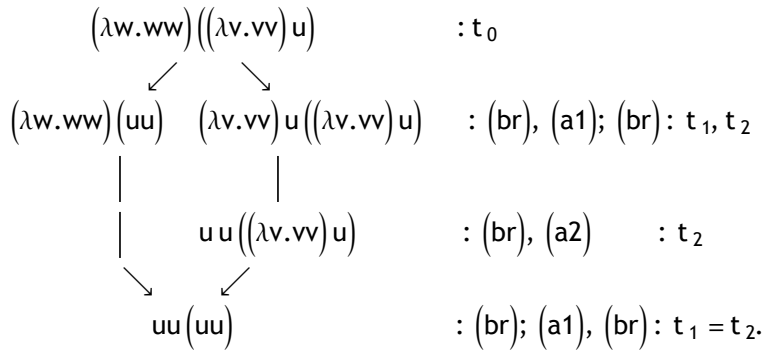 (λw.ww)((λv.vv)u) : t₀
(λw.ww)(uu) (λv.vv)u((λv.vv)u) : (br), (a1); (br): t₁, t₂
uu((λv.vv)u) : (br), (a2) : t₂
uu(uu) : (br); (a1), (br): t₁ = t₂.